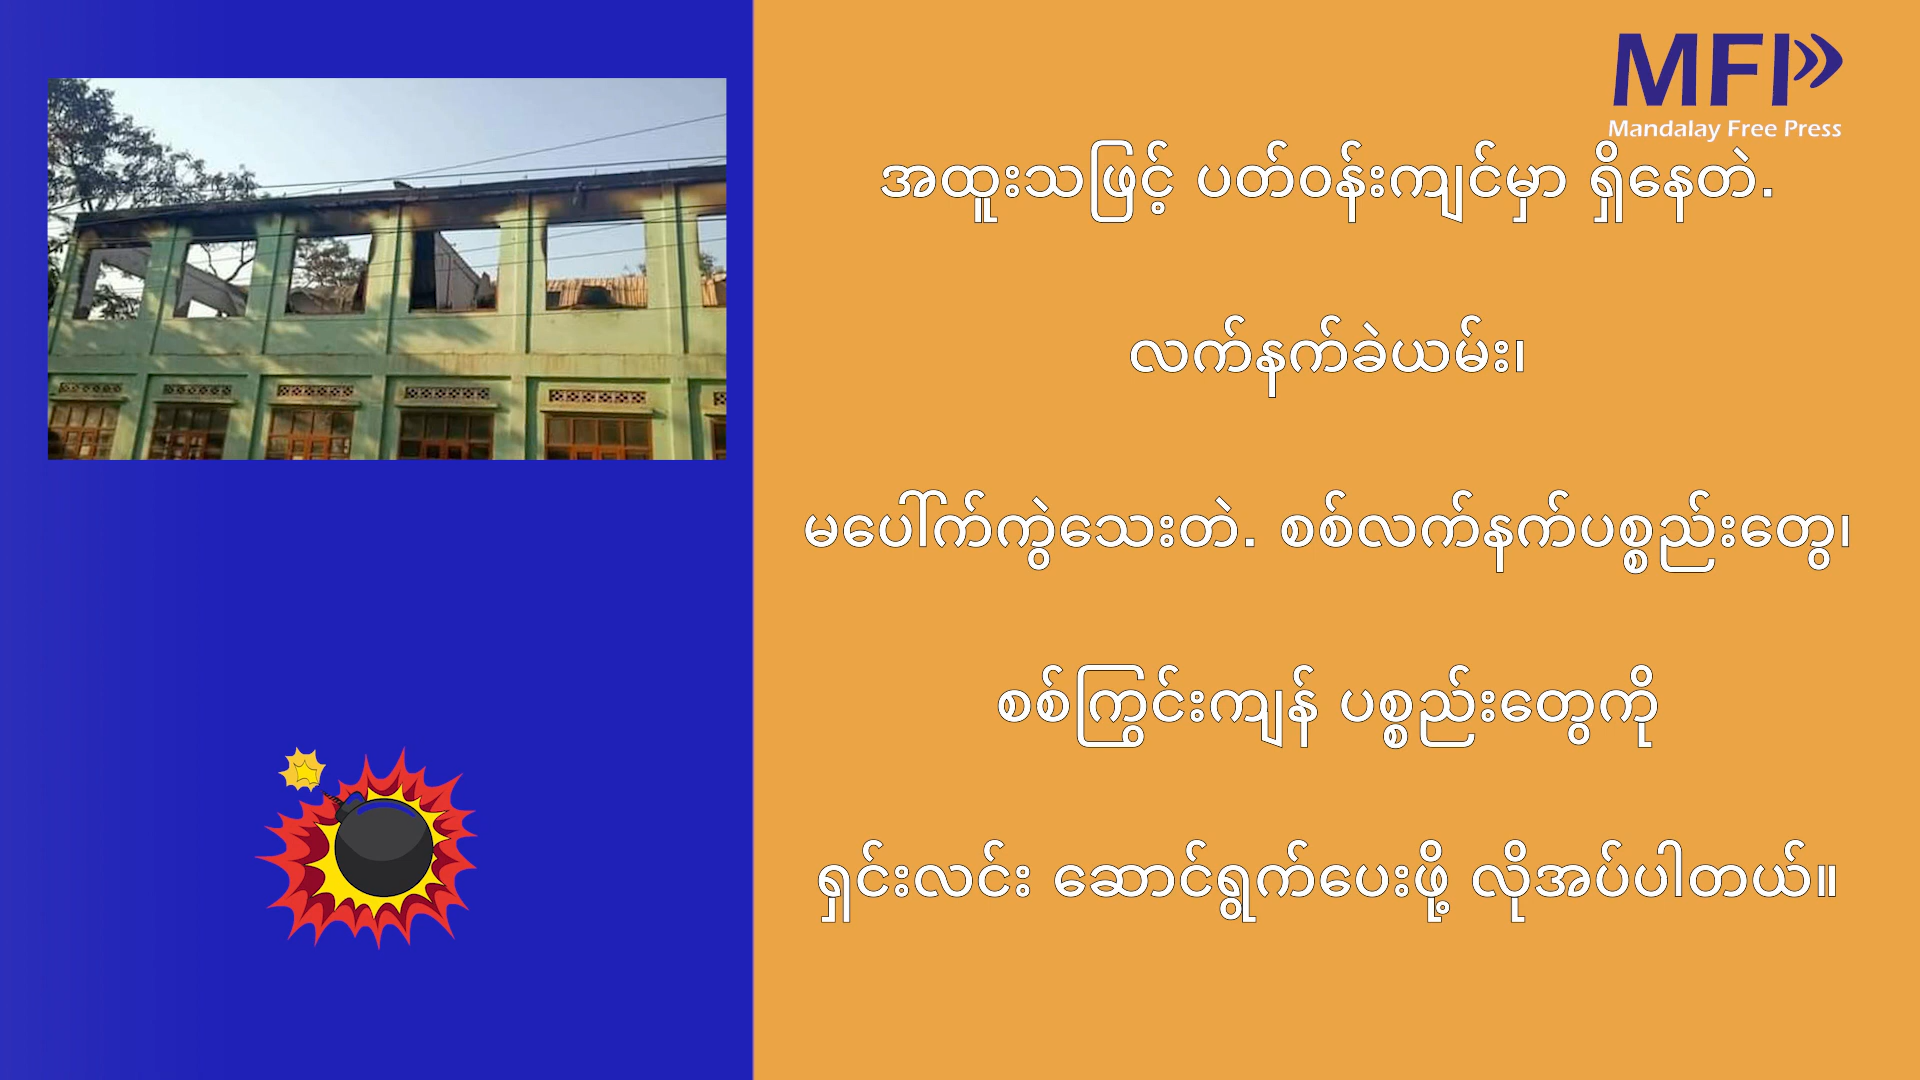 MFP
Mandalay Free Press
အထူးသဖြင့် ပတ်ဝန်းကျင်မှာ ရှိနေတဲ.
လက်နက်ခဲယမ်း၊
မပေါ်က်ကွဲသေးတဲ. စစ်လက်နက်ပစ္စည်းတွေ၊
စစ်ကြွင်းကျန် ပစ္စည်းတွေကို
ရှင်းလင်း ဆောင်ရွက်ပေးဖို့ လိုအပ်ပါတယ်။